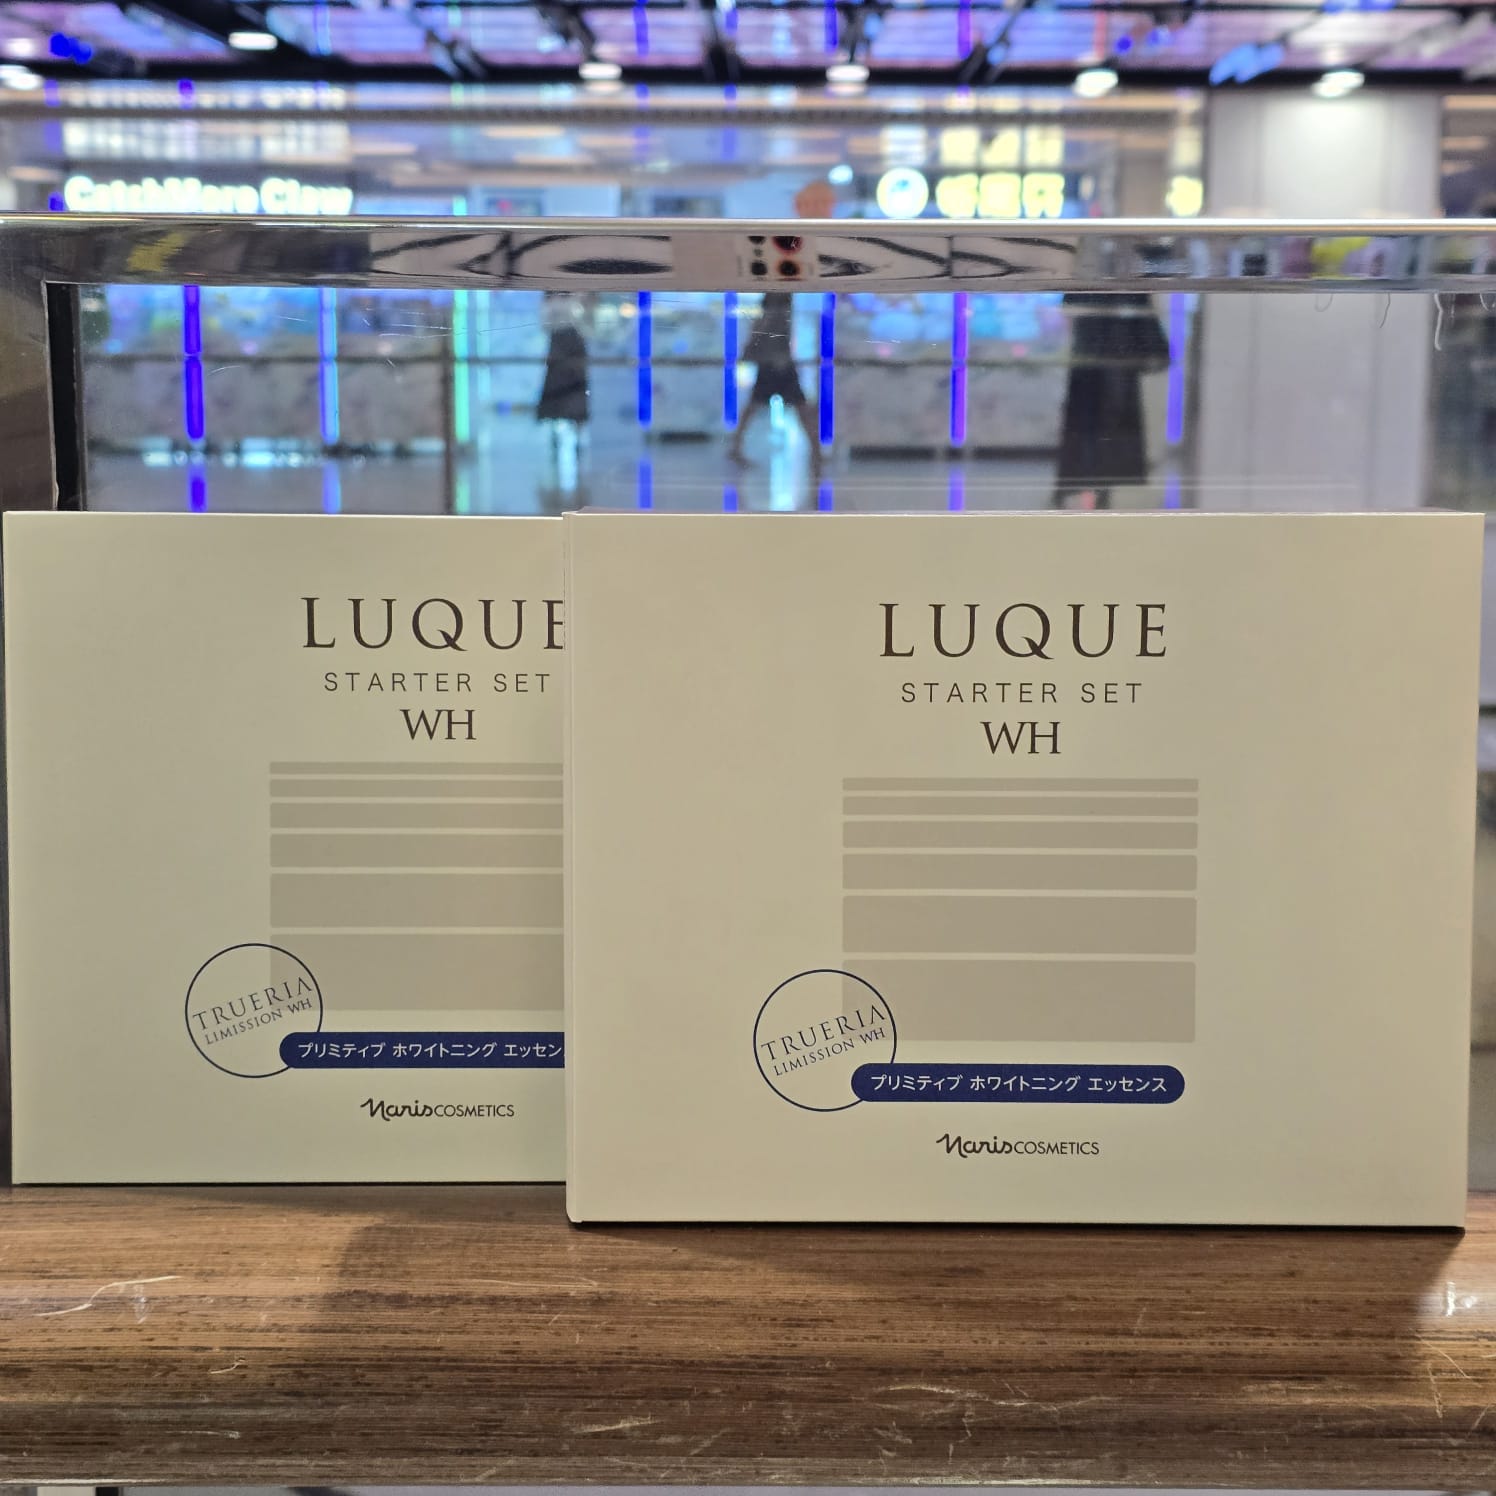 CatchMore Claw
LUQUE
STARTER SET
WH
TRUERIA
LIMISSION WH
プリミティブ ホワイトニング エッセン
Naris COSMETICS
LUQUE
STARTER SET
WH
TRUERIA
LIMISSION WH
プリミティブ ホワイトニング エッセンス
Naris COSMETICS